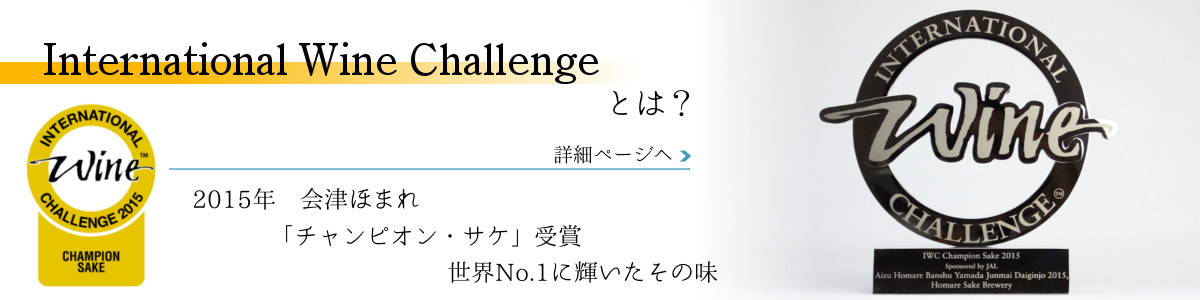 International Wine Challenge
とは？
詳細ページへ
2015年　会津ほまれ
「チャンピオン・サケ」受賞
世界No.1に輝いたその味
INTERNATIONAL
Wine™
CHALLENGE 2015
CHAMPION
SAKE
INTERNATIONAL
Wine
CHALLENGE™
IWC Champion Sake 2015
Sponsored by JAL
Aizu Homare Banshu Yamada Junmai Daiginjo 2015,
Homare Sake Brewery